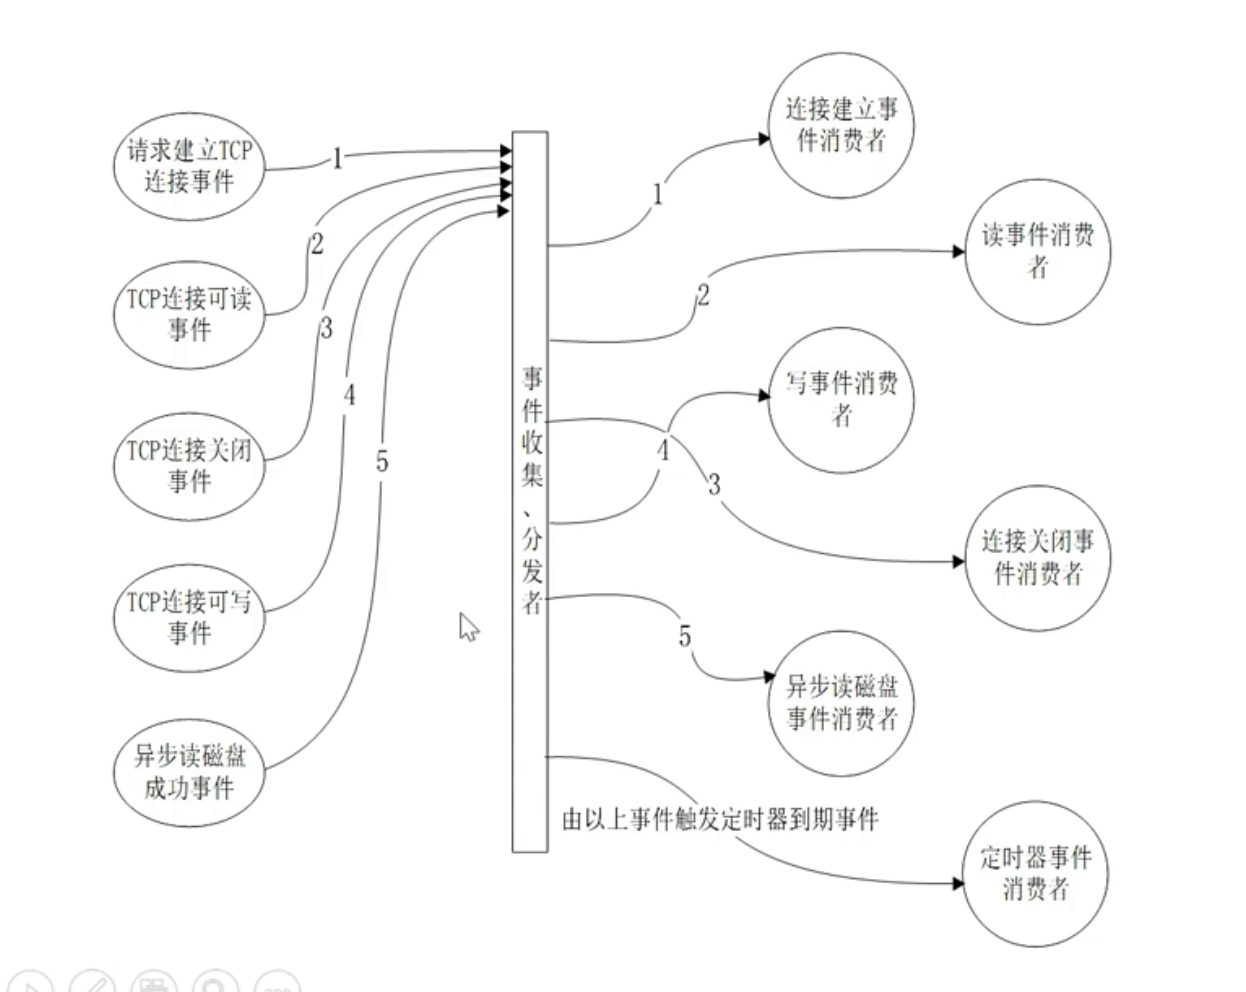 请求建立TCP
连接事件
1
TCP连接可读
事件
2
TCP连接关闭
事件
3
TCP连接可写
事件
4
异步读磁盘
成功事件
5
事件收集、分发者
1
连接建立事
件消费者
2
读事件消费
者
4
写事件消费
者
3
连接关闭事
件消费者
5
异步读磁盘
事件消费者
由以上事件触发定时器到期事件
定时器事件
消费者